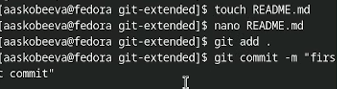 [aaskobeeva@fedora git-extended]$ touch README.md
[aaskobeeva@fedora git-extended]$ nano README.md
[aaskobeeva@fedora git-extended]$ git add .
[aaskobeeva@fedora git-extended]$ git commit -m "firs
t commit"